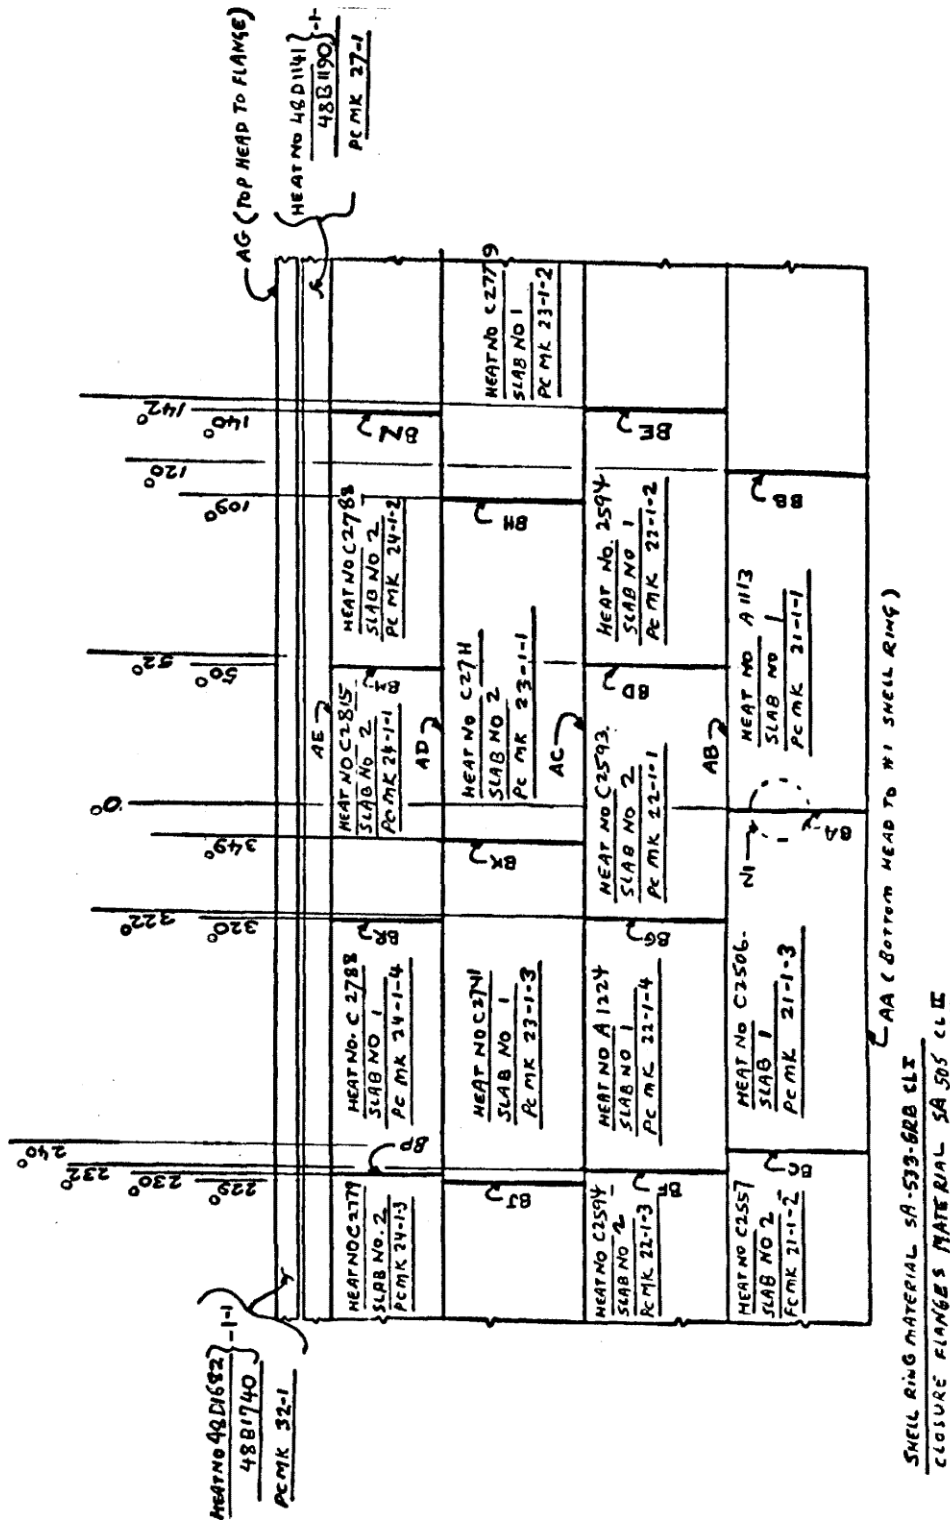 HEAT NO 48D1682
48B1740
-1-1
PC MK 32-1
240°
232°
230°
229°
322°
320°
349°
0°
52°
50°
109°
120°
142°
140°
AG (TOP HEAD TO FLANGE)
HEAT NO 48D1141
48B1190
-1-1
PC MK 27-1
HEAT NO C2779
SLAB NO. 2
PC MK 24-1-3
BP
HEAT NO. C 2788
SLAB NO 1
PC MK 24-1-4
BR
AE
HEAT NO C2815
SLAB NO 2
PC MK 24-1-1
BM
HEAT NO C2788
SLAB NO 2
PC MK 24-1-2
BN
AD
BJ
HEAT NO C2741
SLAB NO 1
PC MK 23-1-3
BK
HEAT NO C27H
SLAB NO 2
PC MK 23-1-1
BH
HEAT NO C2779
SLAB NO 1
PC MK 23-1-2
AC
HEAT NO C2594
SLAB NO 2
PC MK 22-1-3
BF
HEAT NO A 1224
SLAB NO 1
PC MK 22-1-4
BG
HEAT NO C2593.
SLAB NO 2
PC MK 22-1-1
BD
HEAT NO. 2594
SLAB NO 1
PC MK 22-1-2
BE
AB
HEAT NO C2557
SLAB NO 2
PC MK 21-1-2
BC
HEAT NO C2506-
SLAB 1
PC MK 21-1-3
N1
BA
HEAT NO A 1113
SLAB NO 1
PC MK 21-1-1
BB
AA (BOTTOM HEAD TO #1 SHELL RING)
SHELL RING MATERIAL SA-533-GRB CL I
CLOSURE FLANGES MATERIAL SA 505 CL II